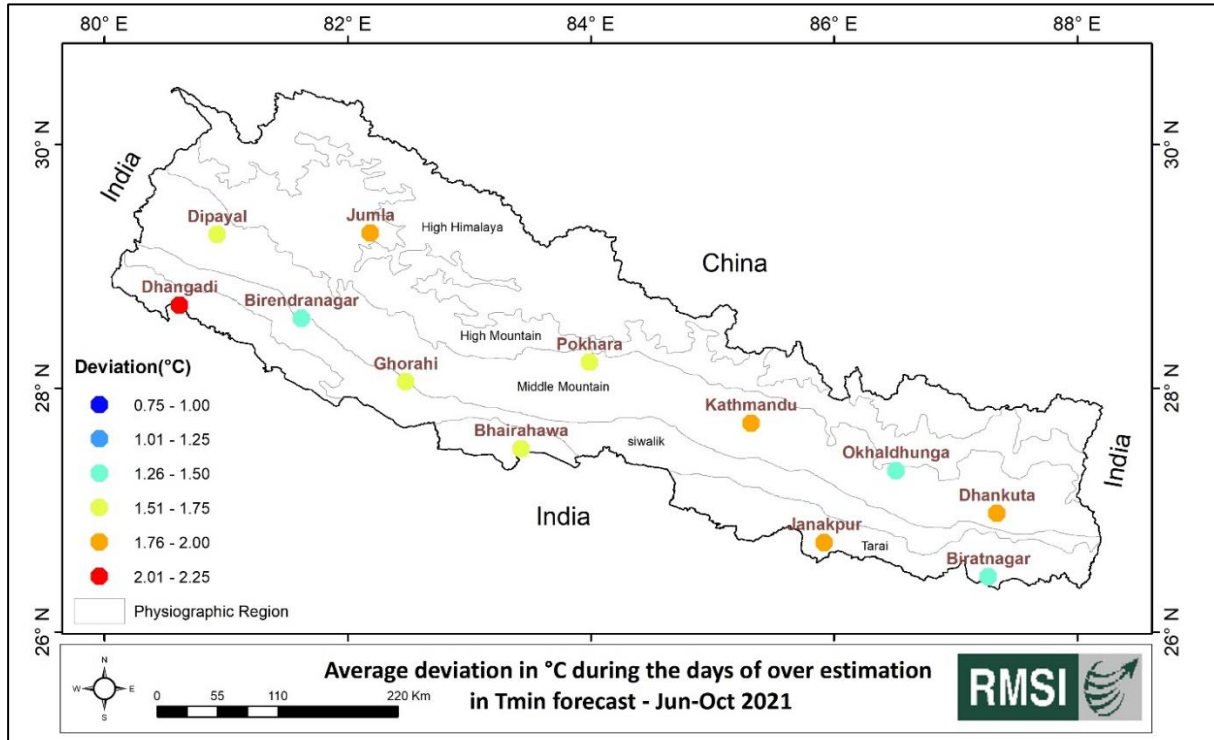 80° E
82° E
84° E
86° E
88° E
30° N
30° N
India
Dipayal
Jumla
High Himalaya
China
Dhangadi
Birendranagar
High Mountain
Pokhara
Deviation(°C)
Ghorahi
Middle Mountain
28° N
28° N
0.75 - 1.00
Kathmandu
1.01 - 1.25
Bhairahawa
siwalik
Okhaldhunga
India
1.26 - 1.50
Dhankuta
1.51 - 1.75
India
Janakpur
1.76 - 2.00
Tarai
Biratnagar
2.01 - 2.25
Physiographic Region
26° N
26° N
N
W
E
S
0 55 110 220 Km
Average deviation in °C during the days of over estimation
in Tmin forecast - Jun-Oct 2021
RMSI